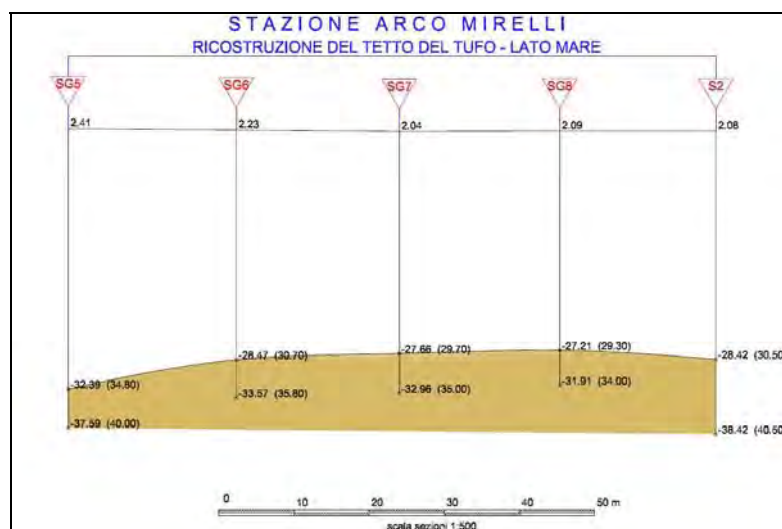 STAZIONE ARCO MIRELLI
RICOSTRUZIONE DEL TETTO DEL TUFO - LATO MARE
SG5 SG6 SG7 SG8 S2
2.41 2.23 2.04 2.09 2.08
-28.47 (30.70) -27.66 (29.70) -27.21 (29.30) -28.42 (30.50
-32.39 (34.80) -33.57 (35.80) -32.96 (35.00) -31.91 (34.00)
-37.59 (40.00) -38.42 (40.50
0 10 20 30 40 50 m
scala sezioni 1:500